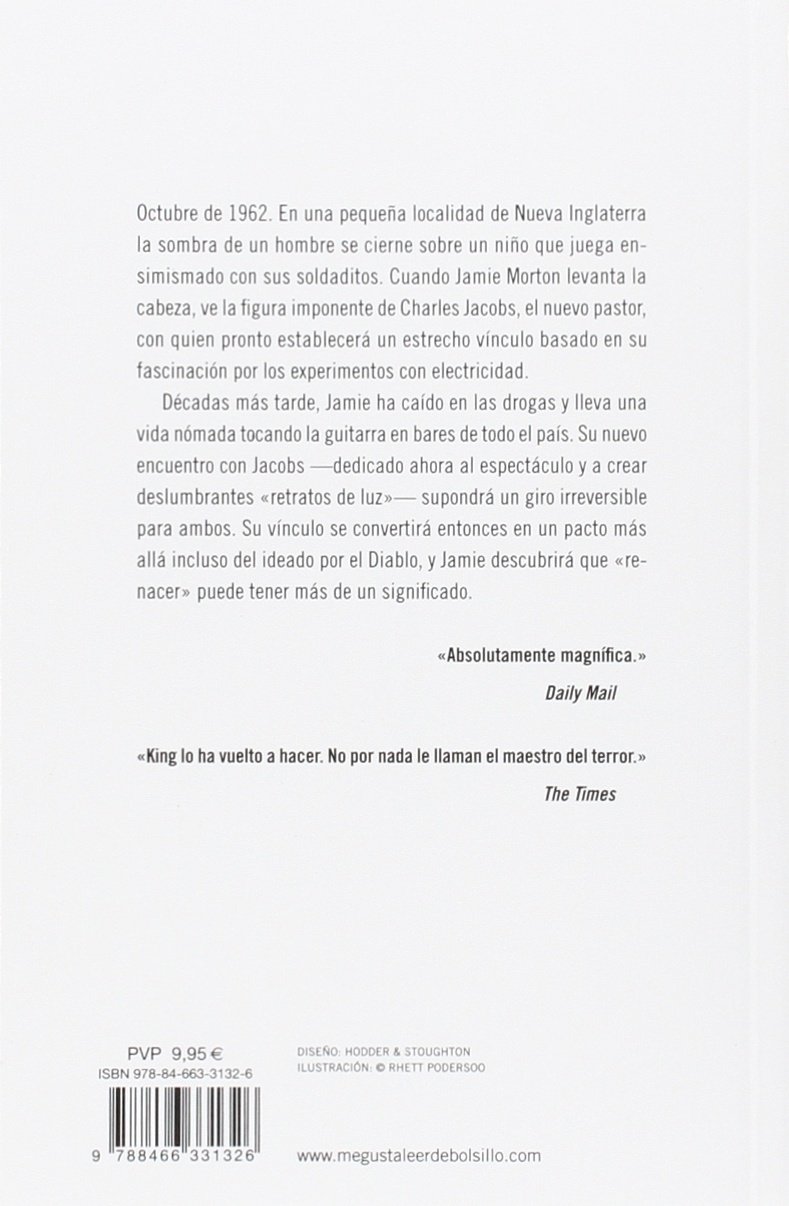 Octubre de 1962. En una pequeña localidad de Nueva Inglaterra
la sombra de un hombre se cierne sobre un niño que juega en-
simismado con sus soldaditos. Cuando Jamie Morton levanta la
cabeza, ve la figura imponente de Charles Jacobs, el nuevo pastor,
con quien pronto establecerá un estrecho vínculo basado en su
fascinación por los experimentos con electricidad.
Décadas más tarde, Jamie ha caído en las drogas y lleva una
vida nómada tocando la guitarra en bares de todo el país. Su nuevo
encuentro con Jacobs —dedicado ahora al espectáculo y a crear
deslumbrantes «retratos de luz»— supondrá un giro irreversible
para ambos. Su vínculo se convertirá entonces en un pacto más
allá incluso del ideado por el Diablo, y Jamie descubrirá que «re-
nacer» puede tener más de un significado.
«Absolutamente magnífica.»
Daily Mail
«King lo ha vuelto a hacer. No por nada le llaman el maestro del terror.»
The Times
PVP 9,95 €
ISBN 978-84-663-3132-6
9 788466 331326
DISEÑO: HODDER & STOUGHTON
ILUSTRACIÓN: © RHETT PODERSOO
www.megustaleerdebolsillo.com